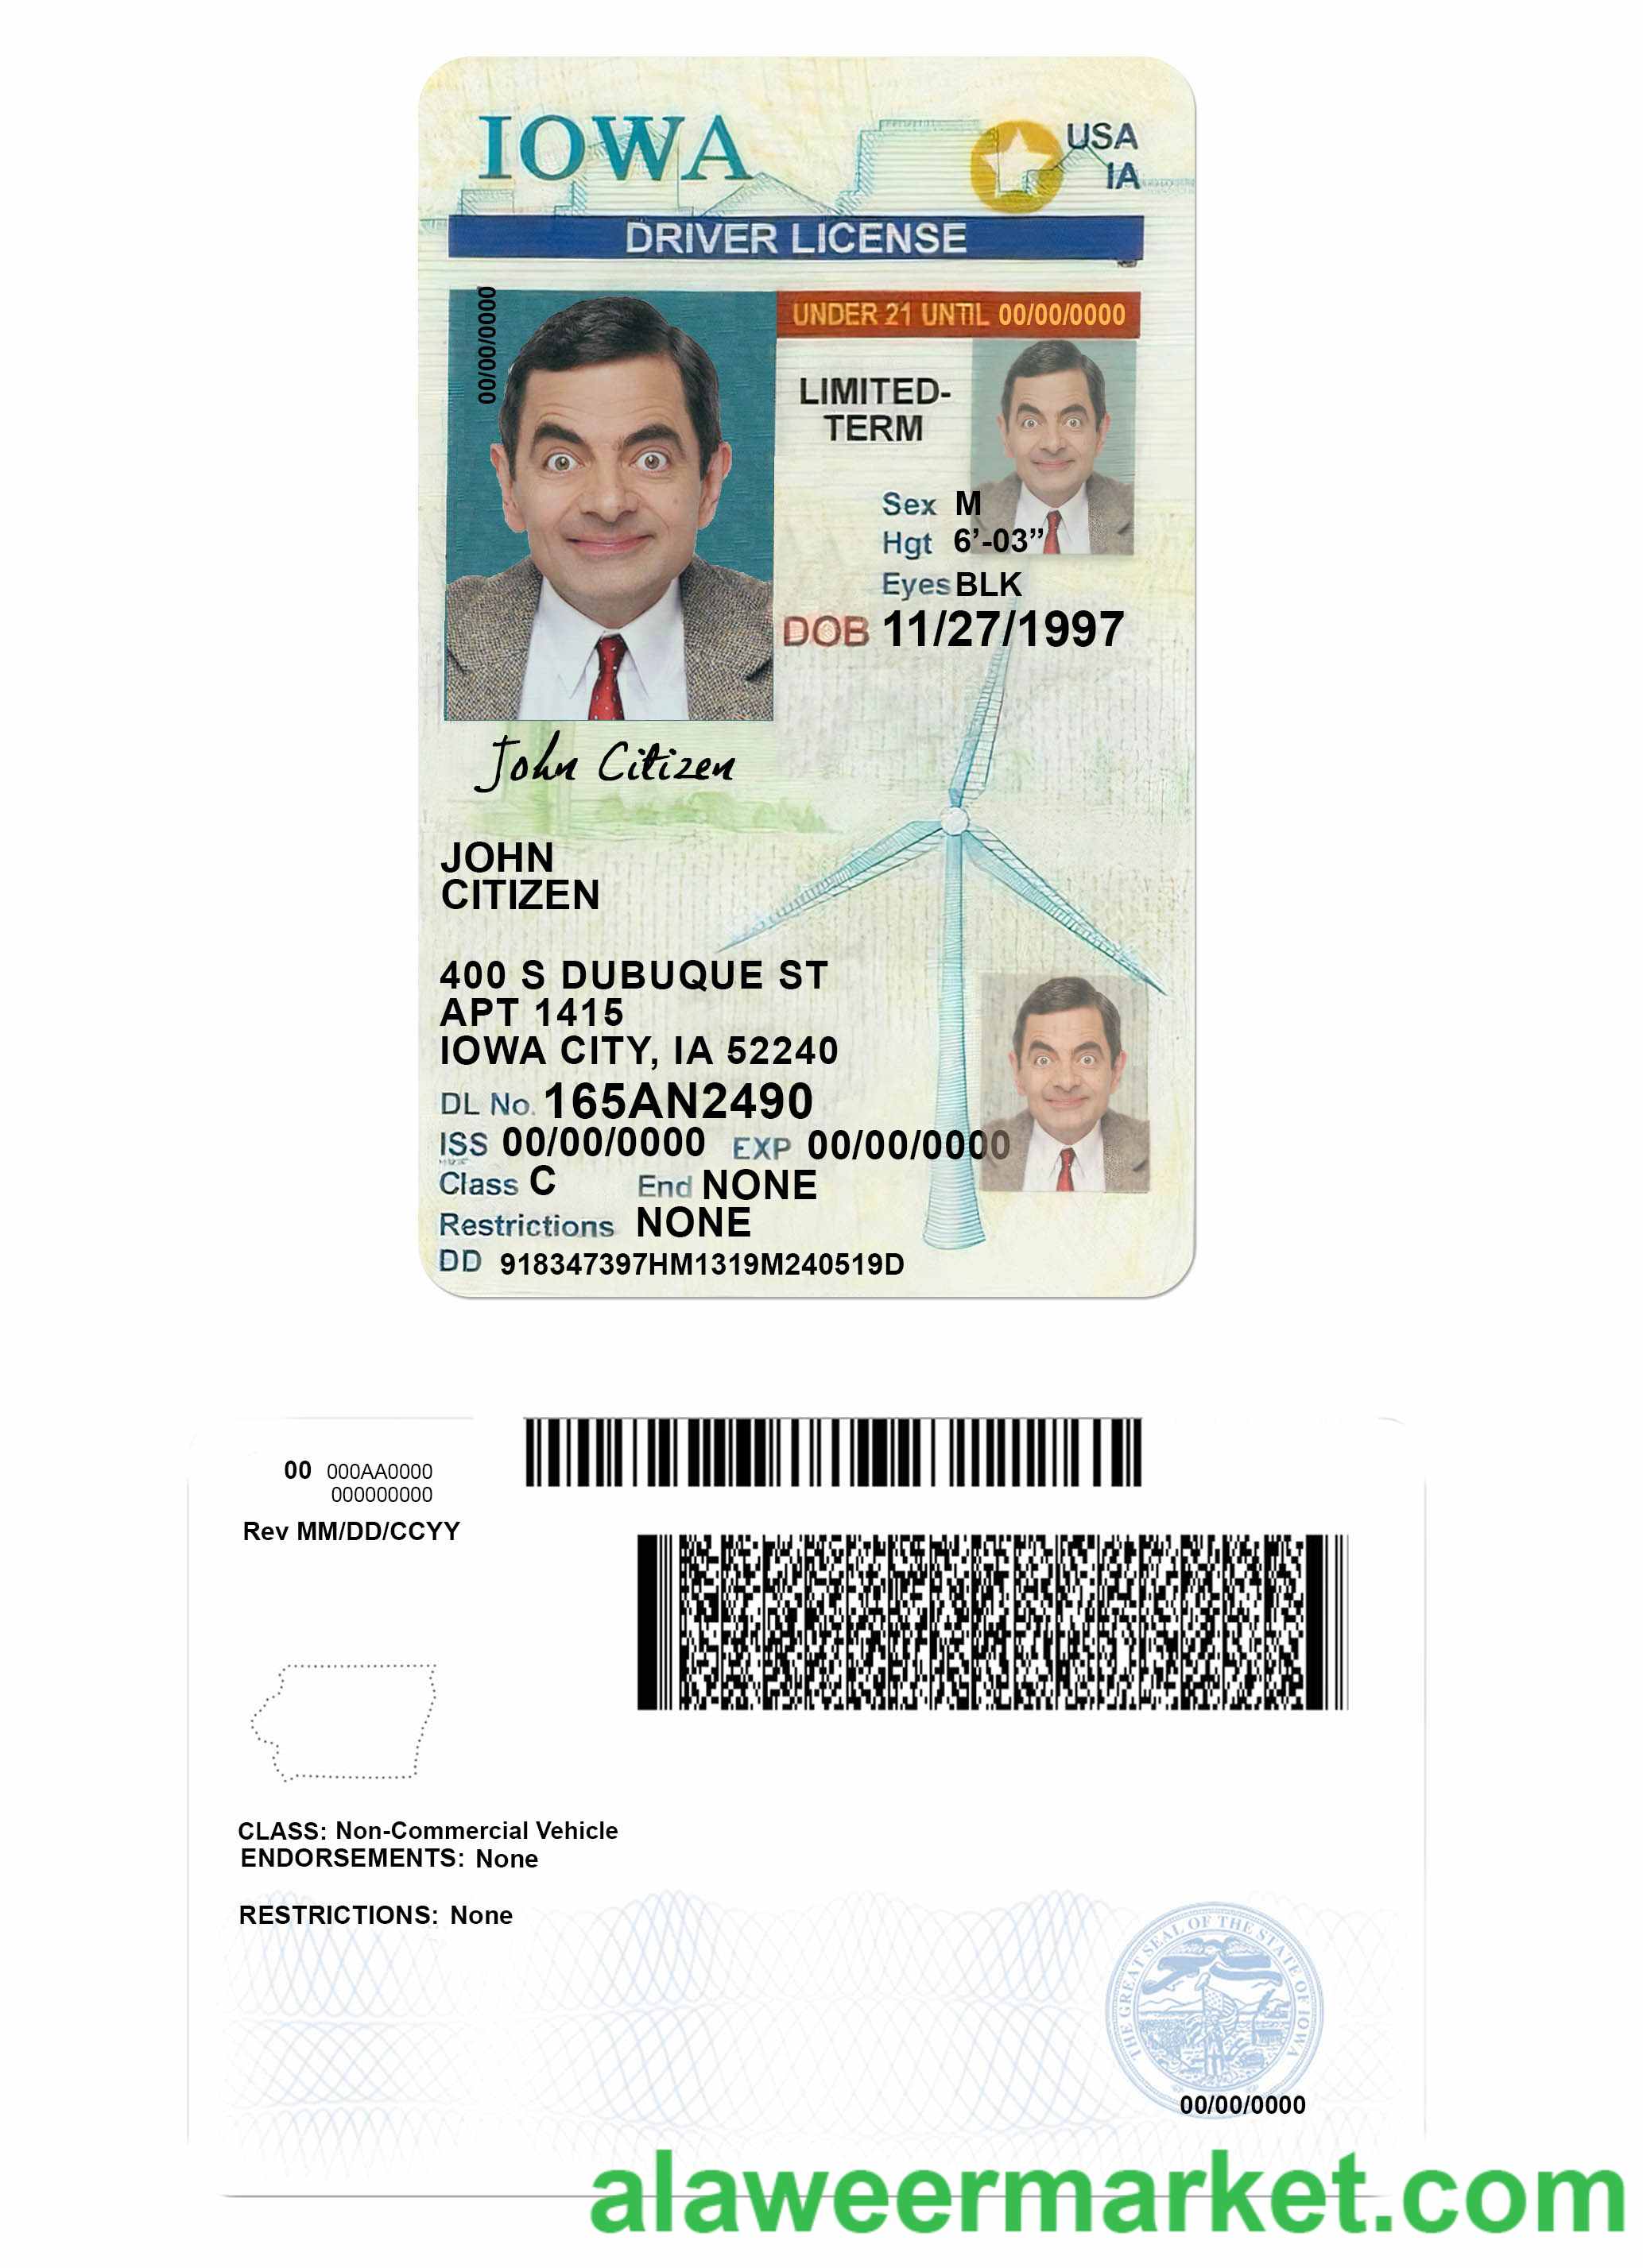 IOWA
USA
IA
DRIVER LICENSE
00/00/0000
UNDER 21 UNTIL 00/00/0000
LIMITED-
TERM
Sex M
Hgt 6’-03”
Eyes BLK
DOB 11/27/1997
John Citizen
JOHN
CITIZEN
400 S DUBUQUE ST
APT 1415
IOWA CITY, IA 52240
DL No. 165AN2490
ISS 00/00/0000 EXP 00/00/0000
Class C End NONE
Restrictions NONE
DD 918347397HM1319M240519D
00 000AA0000
000000000
Rev MM/DD/CCYY
CLASS: Non-Commercial Vehicle
ENDORSEMENTS: None
RESTRICTIONS: None
THE GREAT SEAL OF THE STATE OF IOWA
00/00/0000
alaweermarket.com